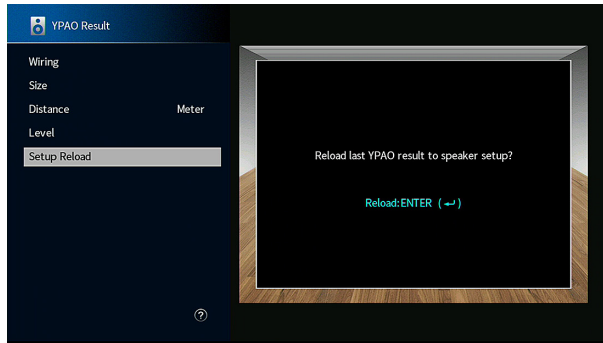 YPAO Result
Wiring
Size
Distance Meter
Level
Setup Reload
Reload last YPAO result to speaker setup?
Reload:ENTER (↵)
?